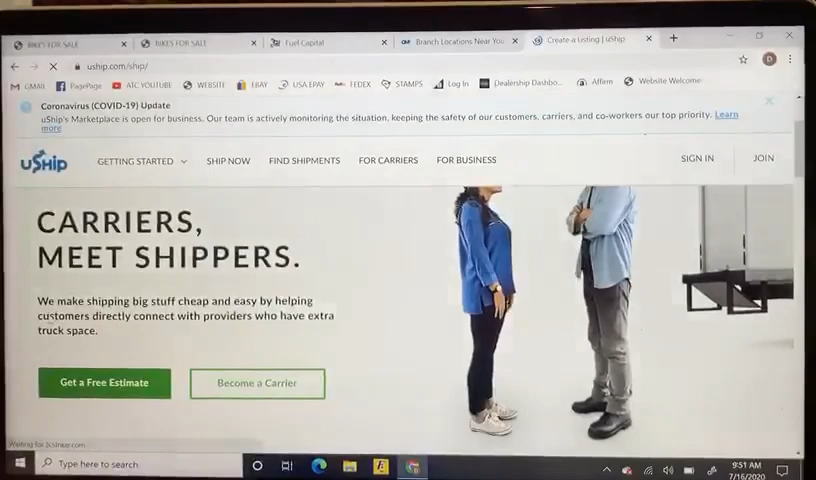 BIKES FOR SALE
BIKES FOR SALE
Fuel Capital
Branch Locations Near You
Create a Listing | uShip
uship.com/ship/
D
GMAIL
PagePage
ATC YOUTUBE
WEBSITE
EBAY
USA EPAY
FEDEX
STAMPS
Log In
Dealership Dashbo...
Affirm
Website Welcome
Coronavirus (COVID-19) Update
uShip's Marketplace is open for business. Our team is actively monitoring the situation, keeping the safety of our customers, carriers, and co-workers our top priority. Learn
more
uShip
GETTING STARTED
SHIP NOW
FIND SHIPMENTS
FOR CARRIERS
FOR BUSINESS
SIGN IN
JOIN
CARRIERS,
MEET SHIPPERS.
We make shipping big stuff cheap and easy by helping
customers directly connect with providers who have extra
truck space.
Get a Free Estimate
Become a Carrier
Type here to search
9:51 AM
7/16/2020